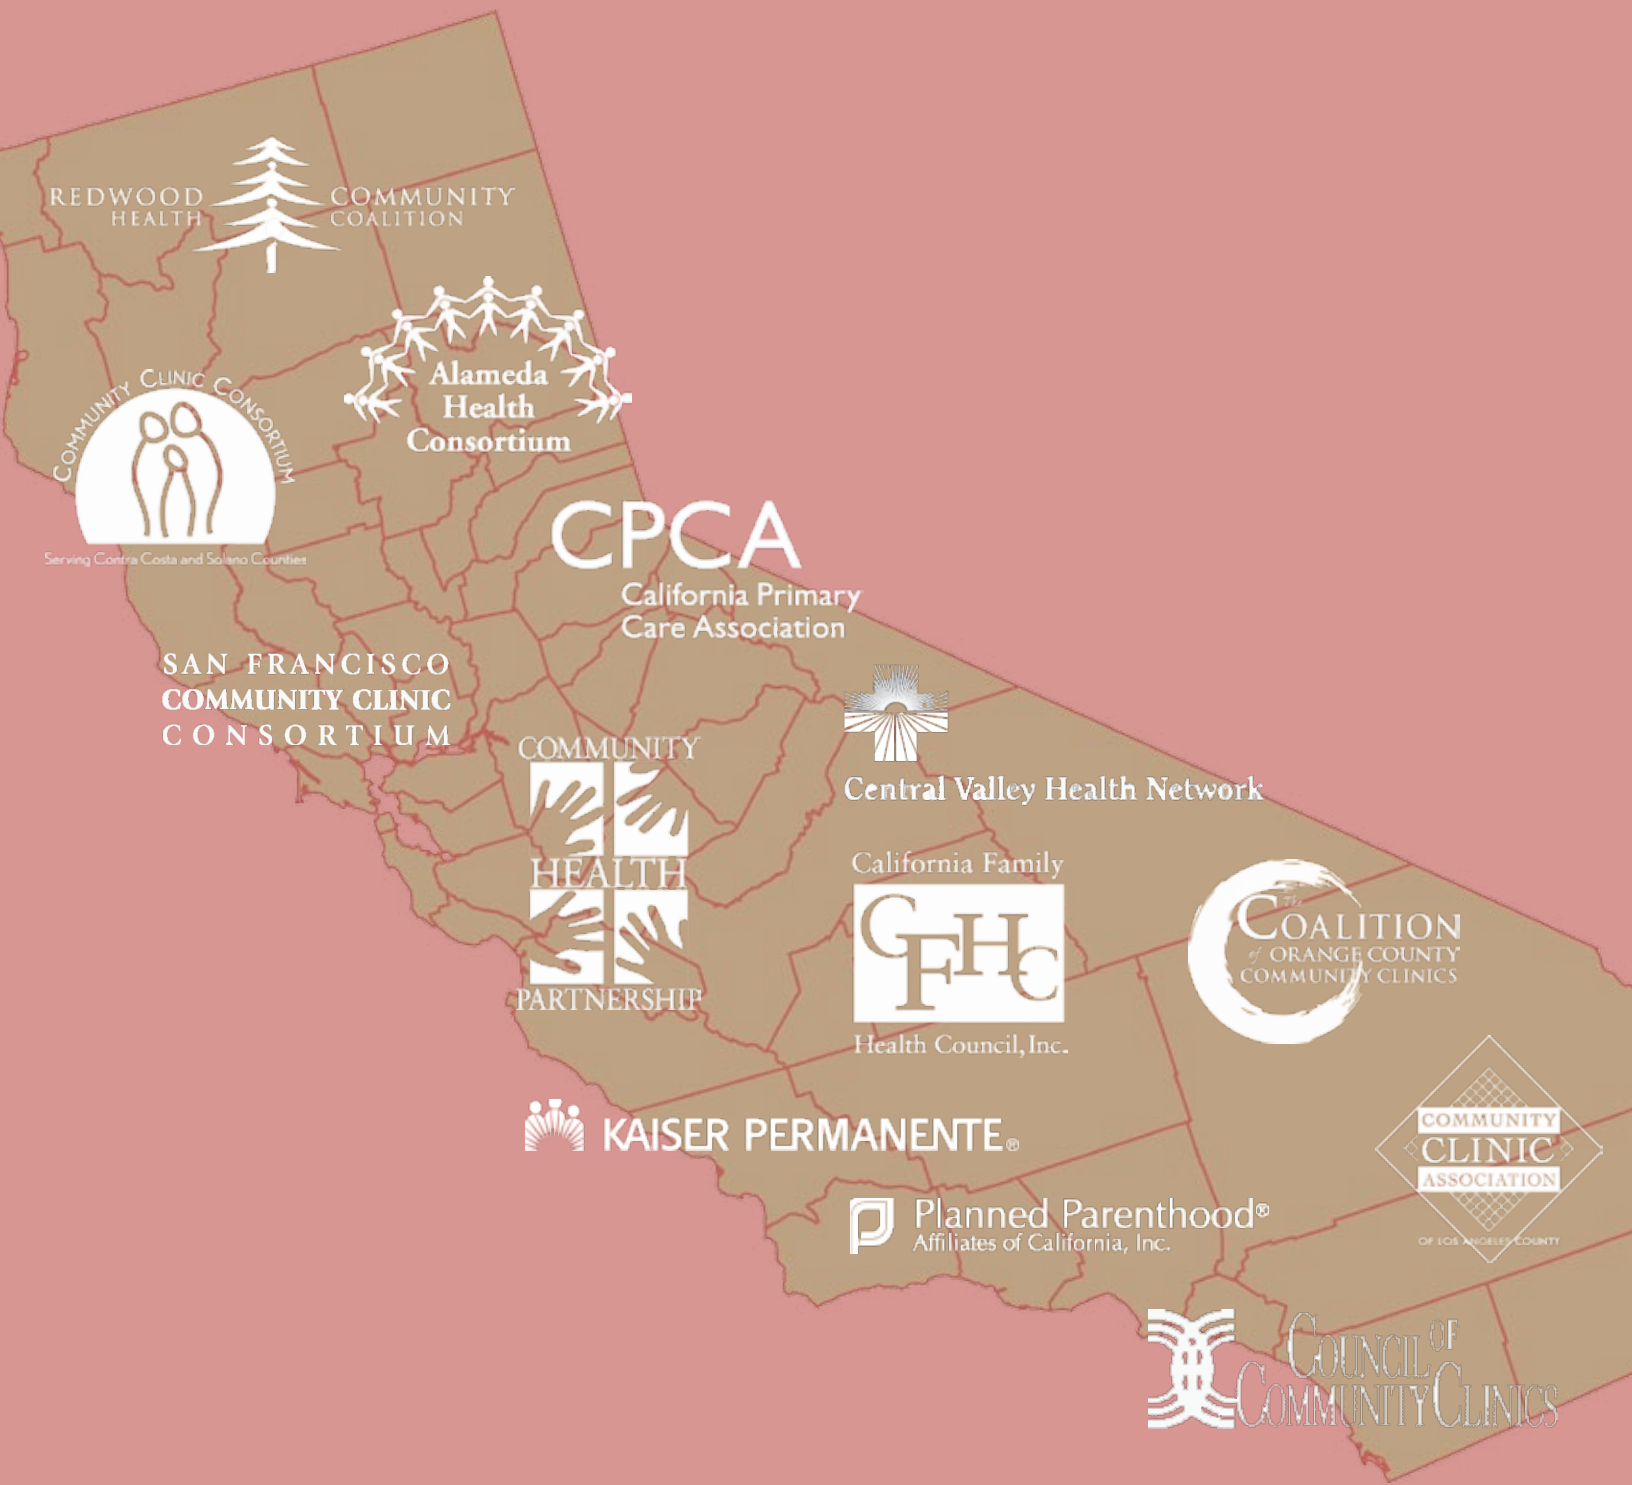 REDWOOD COMMUNITY
HEALTH COALITION
Alameda
Health
Consortium
COMMUNITY CLINIC CONSORTIUM
Serving Contra Costa and Solano Counties
CPCA
California Primary
Care Association
SAN FRANCISCO
COMMUNITY CLINIC
CONSORTIUM
COMMUNITY
HEALTH
PARTNERSHIP
Central Valley Health Network
California Family
CFHC
Health Council, Inc.
The
COALITION
of ORANGE COUNTY
COMMUNITY CLINICS
KAISER PERMANENTE®
COMMUNITY
CLINIC
ASSOCIATION
OF LOS ANGELES COUNTY
Planned Parenthood®
Affiliates of California, Inc.
COUNCIL OF
COMMUNITY CLINICS